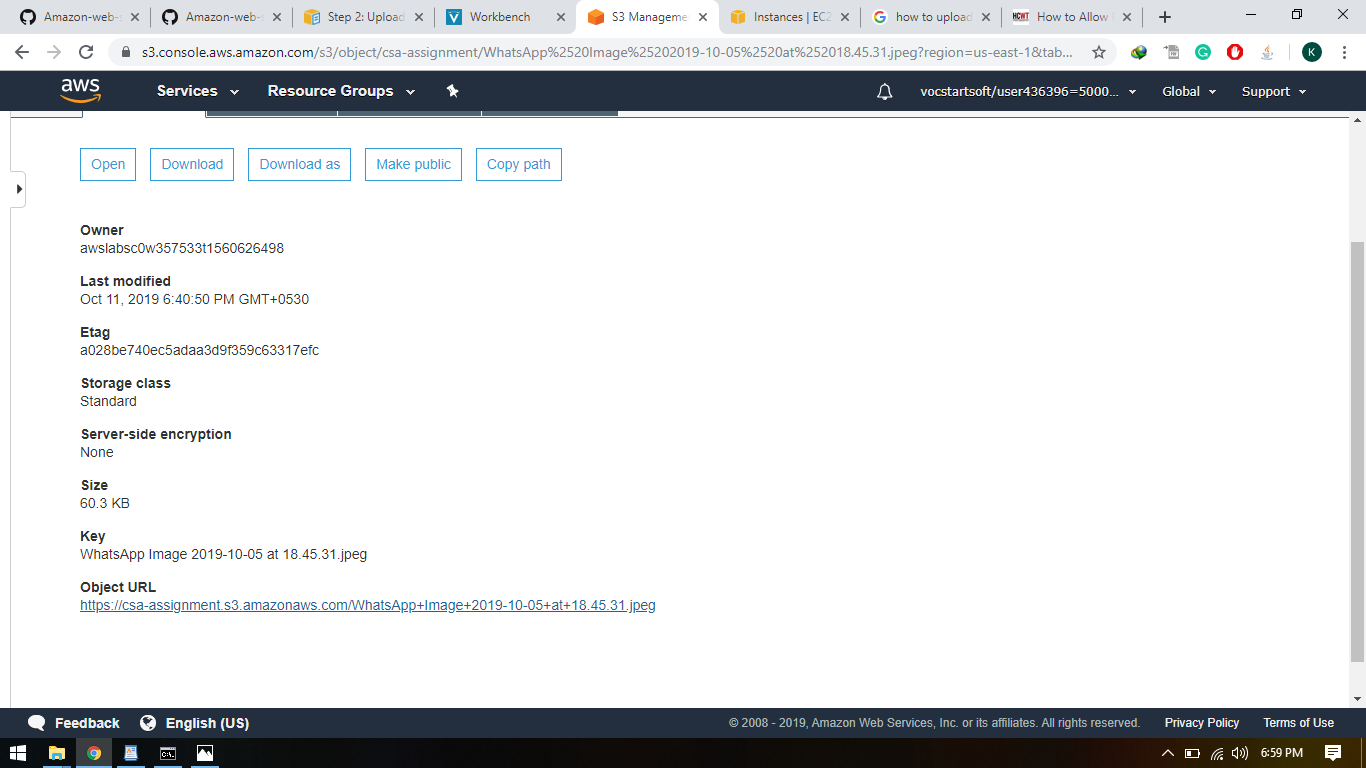 Amazon-web-s
Amazon-web-s
Step 2: Upload
Workbench
S3 Manageme
Instances | EC2
how to upload
HCWT
How to Allow
s3.console.aws.amazon.com/s3/object/csa-assignment/WhatsApp%2520Image%25202019-10-05%2520at%252018.45.31.jpeg?region=us-east-1&tab...
K
aws
Services
Resource Groups
vocstartsoft/user436396=5000...
Global
Support
Open
Download
Download as
Make public
Copy path
Owner
awslabsc0w357533t1560626498
Last modified
Oct 11, 2019 6:40:50 PM GMT+0530
Etag
a028be740ec5adaa3d9f359c63317efc
Storage class
Standard
Server-side encryption
None
Size
60.3 KB
Key
WhatsApp Image 2019-10-05 at 18.45.31.jpeg
Object URL
https://csa-assignment.s3.amazonaws.com/WhatsApp+Image+2019-10-05+at+18.45.31.jpeg
Feedback
English (US)
© 2008 - 2019, Amazon Web Services, Inc. or its affiliates. All rights reserved.
Privacy Policy
Terms of Use
6:59 PM